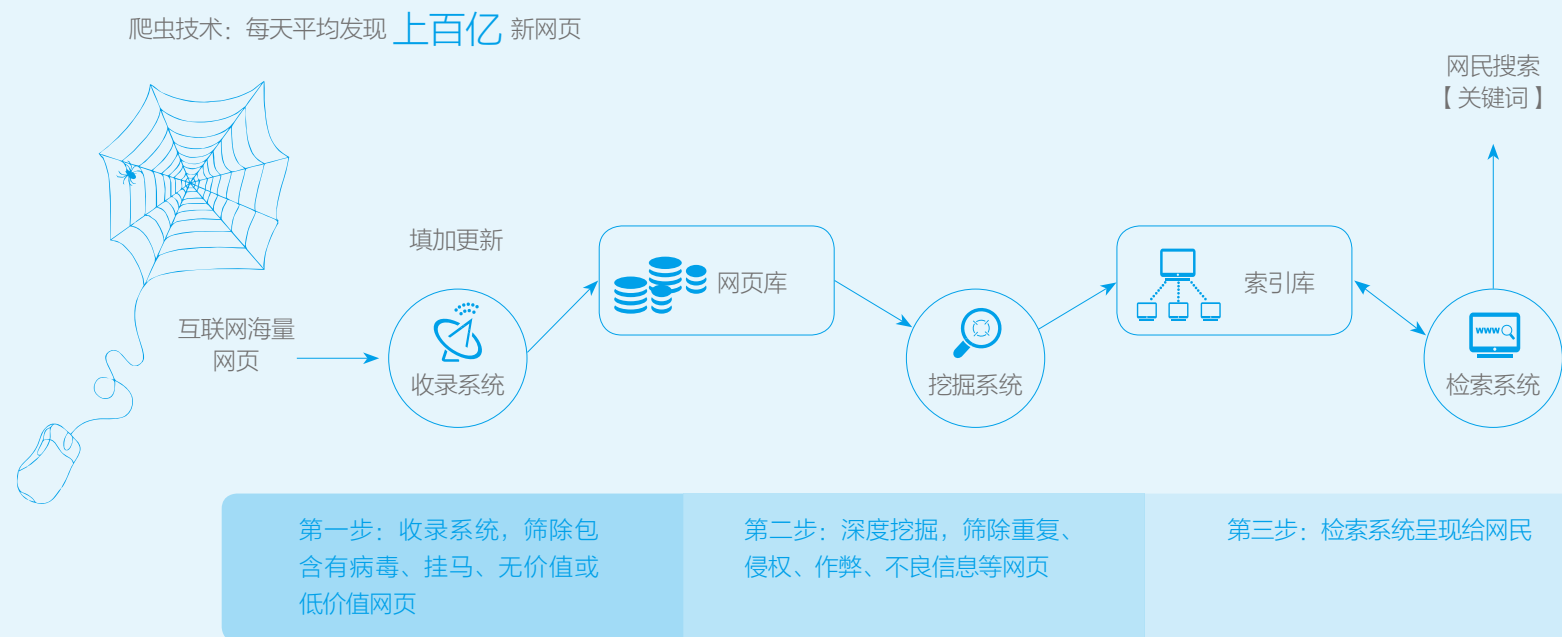 爬虫技术：每天平均发现 上百亿 新网页
网民搜索
【关键词】
填加更新
互联网海量
网页
收录系统
网页库
挖掘系统
索引库
www
检索系统
第一步：收录系统，筛除包
含有病毒、挂马、无价值或
低价值网页
第二步：深度挖掘，筛除重复、
侵权、作弊、不良信息等网页
第三步：检索系统呈现给网民